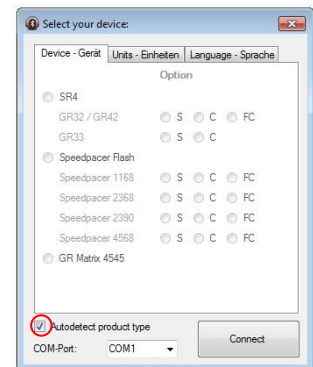 Select your device:
Device - Gerät Units - Einheiten Language - Sprache
Option
SR4
GR32 / GR42 S C FC
GR33 S C
Speedpacer Flash
Speedpacer 1168 S C FC
Speedpacer 2368 S C FC
Speedpacer 2390 S C FC
Speedpacer 4568 S C FC
GR Matrix 4545
Autodetect product type
COM-Port: COM1 Connect